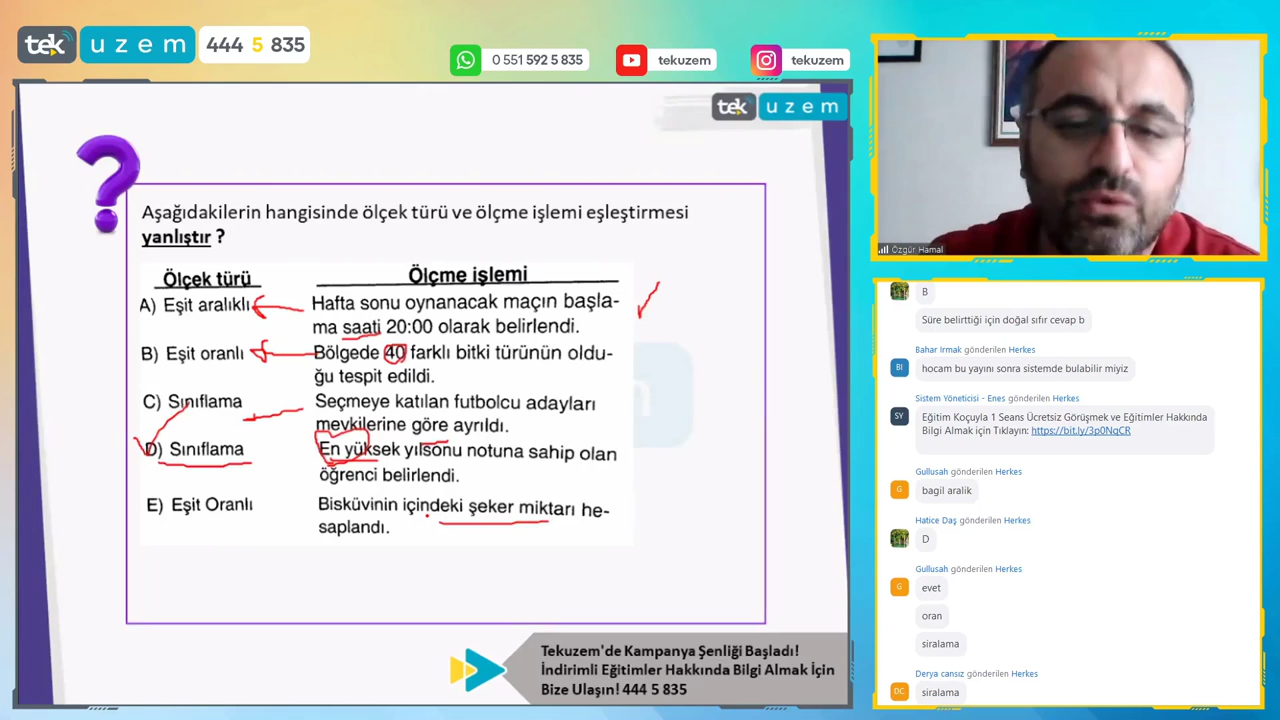 tek uzem 444 5 835
0 551 592 5 835 tekuzem tekuzem
tek uzem
Aşağıdakilerin hangisinde ölçek türü ve ölçme işlemi eşleştirmesi
yanlıştır ?
Ölçek türü Ölçme işlemi
A) Eşit aralıklı Hafta sonu oynanacak maçın başla-
ma saati 20:00 olarak belirlendi.
B) Eşit oranlı Bölgede 40 farklı bitki türünün oldu-
ğu tespit edildi.
C) Sınıflama Seçmeye katılan futbolcu adayları
mevkilerine göre ayrıldı.
D) Sınıflama En yüksek yılsonu notuna sahip olan
öğrenci belirlendi.
E) Eşit Oranlı Bisküvinin içindeki şeker miktarı he-
saplandı.
Tekuzem'de Kampanya Şenliği Başladı!
İndirimli Eğitimler Hakkında Bilgi Almak İçin
Bize Ulaşın! 444 5 835
Özgür Hamal
B
Süre belirttiği için doğal sıfır cevap b
Bahar Irmak gönderilen Herkes
BI hocam bu yayını sonra sistemde bulabilir miyiz
Sistem Yöneticisi - Enes gönderilen Herkes
SY Eğitim Koçuyla 1 Seans Ücretsiz Görüşmek ve Eğitimler Hakkında
Bilgi Almak için Tıklayın: https://bit.ly/3p0NqCR
Gullusah gönderilen Herkes
G bagil aralik
Hatice Daş gönderilen Herkes
D
Gullusah gönderilen Herkes
G evet
oran
siralama
Derya cansız gönderilen Herkes
DC siralama